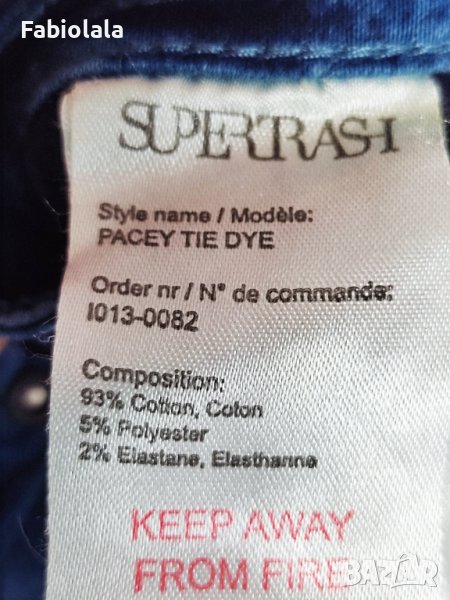 Fabiolala
SUPERTRASH
Style name / Modèle:
PACEY TIE DYE
Order nr / N° de commande:
I013-0082
Composition:
93% Cotton, Coton
5% Polyester
2% Elastane, Elasthanne
KEEP AWAY
FROM FIRE
BAZAR